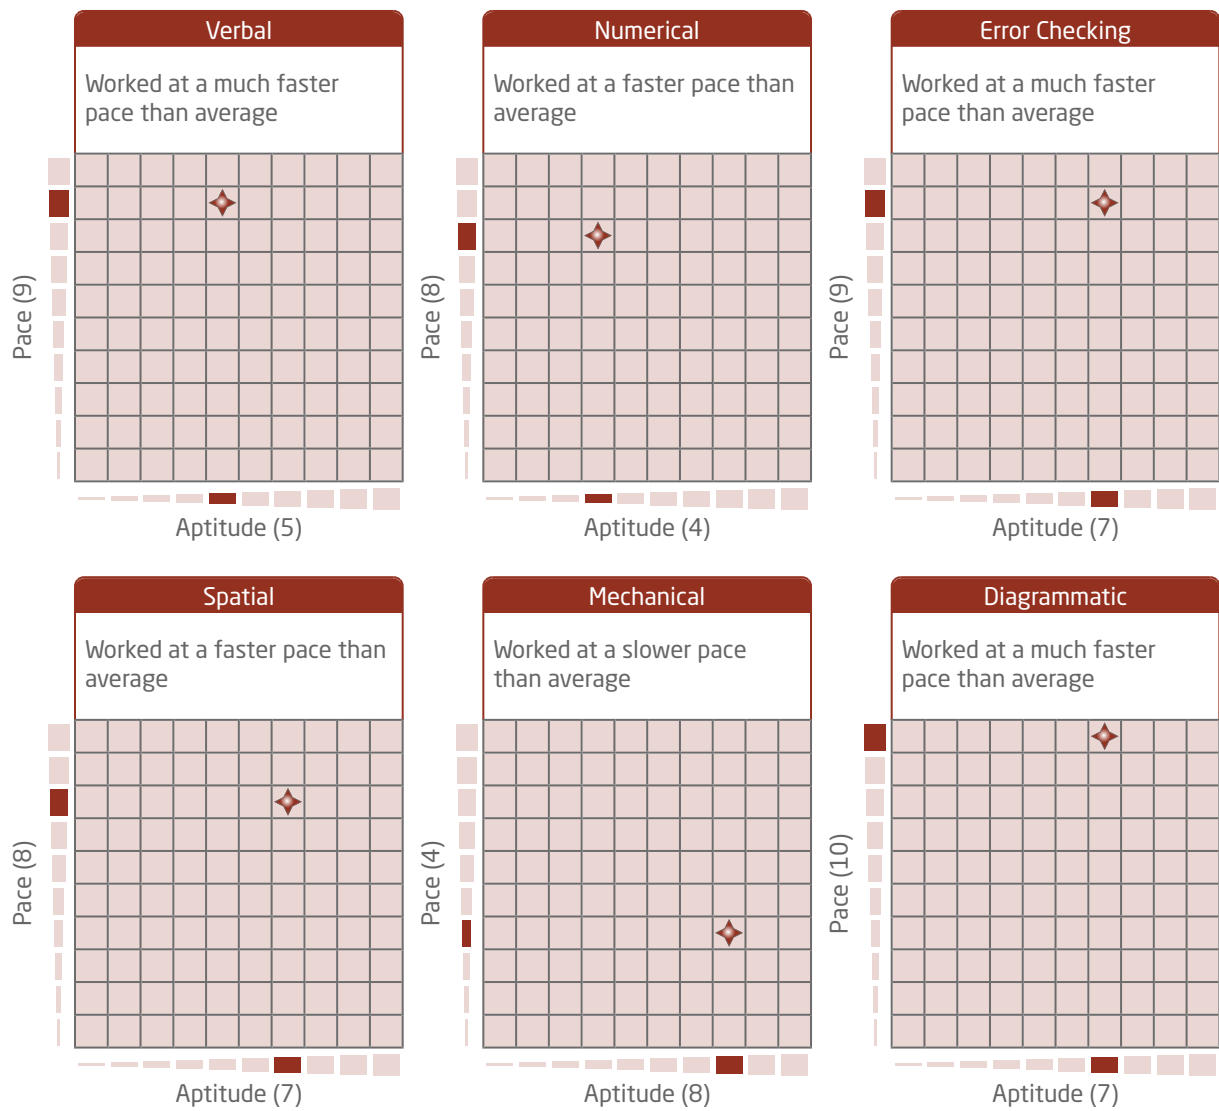 Verbal
Worked at a much faster
pace than average
Pace (9)
Aptitude (5)
Numerical
Worked at a faster pace than
average
Pace (8)
Aptitude (4)
Error Checking
Worked at a much faster
pace than average
Pace (9)
Aptitude (7)
Spatial
Worked at a faster pace than
average
Pace (8)
Aptitude (7)
Mechanical
Worked at a slower pace
than average
Pace (4)
Aptitude (8)
Diagrammatic
Worked at a much faster
pace than average
Pace (10)
Aptitude (7)